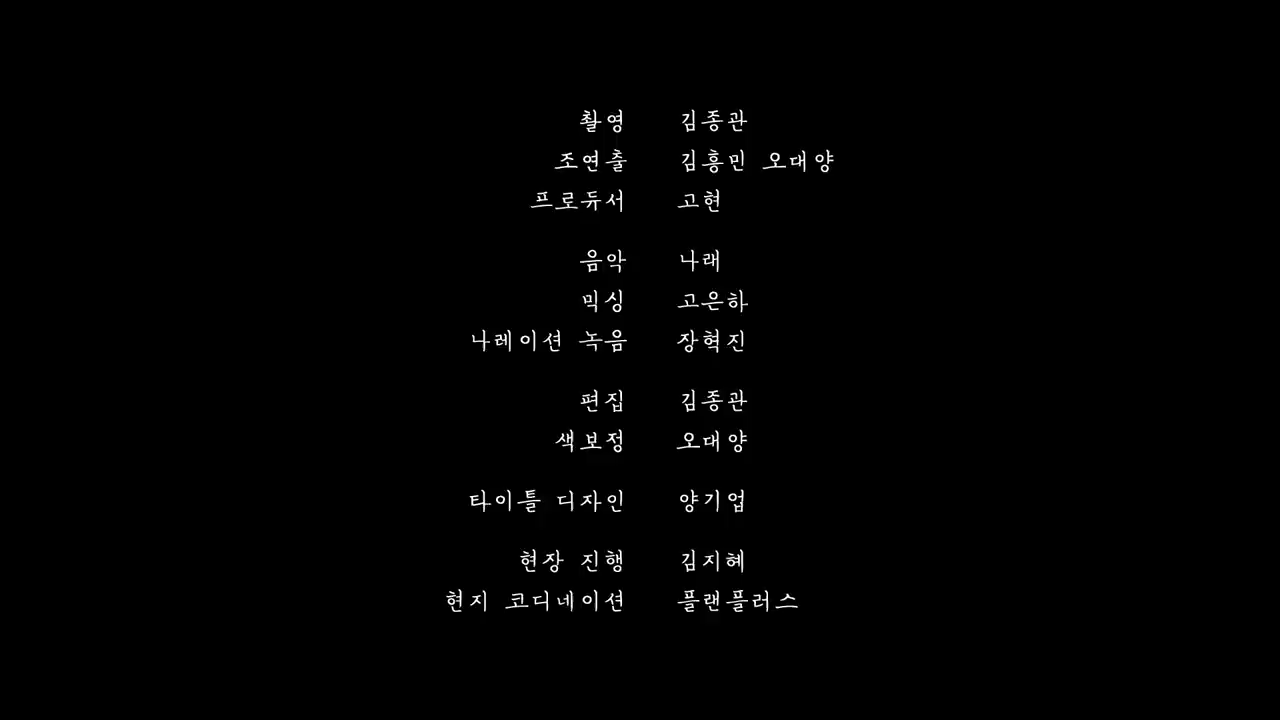 촬영 김종관
조연출 김흥민 오대양
프로듀서 고현
음악 나래
믹싱 고은하
나레이션 녹음 장혁진
편집 김종관
색보정 오대양
타이틀 디자인 양기업
현장 진행 김지혜
현지 코디네이션 플랜플러스